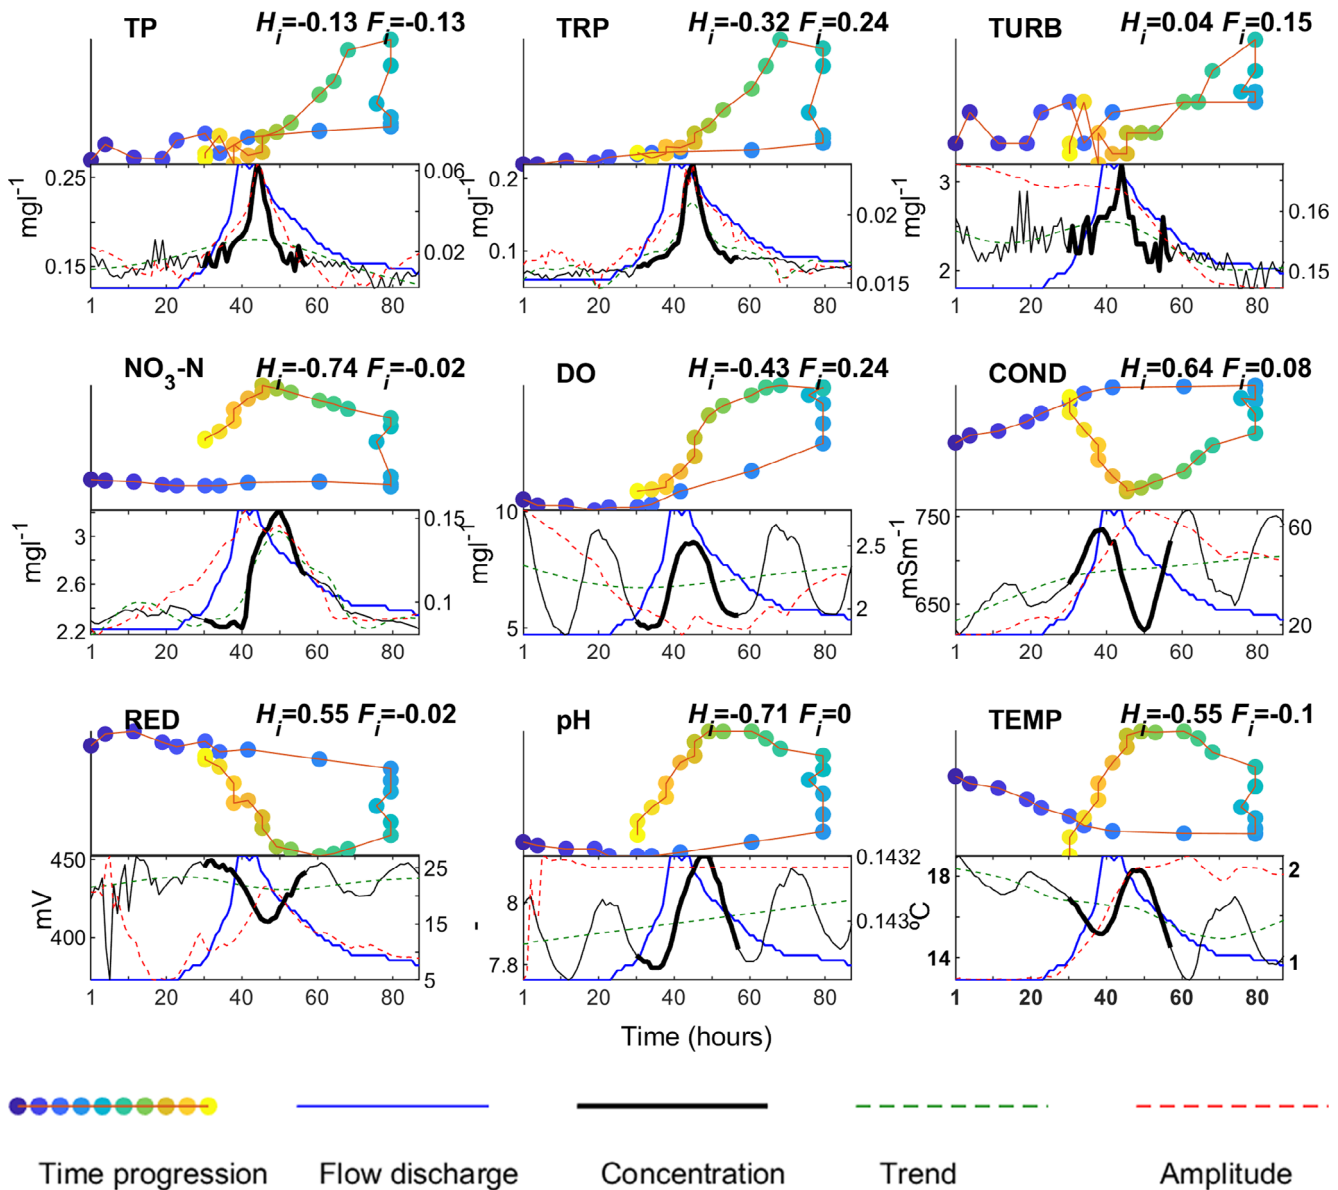 TP H_i=-0.13 F_i=-0.13 TRP H_i=-0.32 F_i=0.24 TURB H_i=0.04 F_i=0.15
0.25 0.06 0.2 0.02 3 0.16
mgl⁻¹ mgl⁻¹ mgl⁻¹
0.15 0.02 0.1 0.015 2 0.15
1 20 40 60 80 1 20 40 60 80 1 20 40 60 80
NO₃-N H_i=-0.74 F_i=-0.02 DO H_i=-0.43 F_i=0.24 COND H_i=0.64 F_i=0.08
3 0.15 10 2.5 750 60
mgl⁻¹ mgl⁻¹ mSm⁻¹
2.6 0.1 2 650
2.2 5 20
1 20 40 60 80 1 20 40 60 80 1 20 40 60 80
RED H_i=0.55 F_i=-0.02 pH H_i=-0.71 F_i=0 TEMP H_i=-0.55 F_i=-0.1
450 25 8 0.1432 18 2
mV - ºC
400 15 0.143
5 7.8 14 1
1 20 40 60 80 1 20 40 60 80 1 20 40 60 80
Time (hours)
Time progression Flow discharge Concentration Trend Amplitude